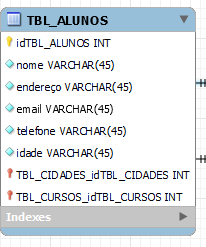 TBL_ALUNOS
idTBL_ALUNOS INT
nome VARCHAR(45)
endereço VARCHAR(45)
email VARCHAR(45)
telefone VARCHAR(45)
idade VARCHAR(45)
TBL_CIDADES_idTBL_CIDADES INT
TBL_CURSOS_idTBL_CURSOS INT
Indexes